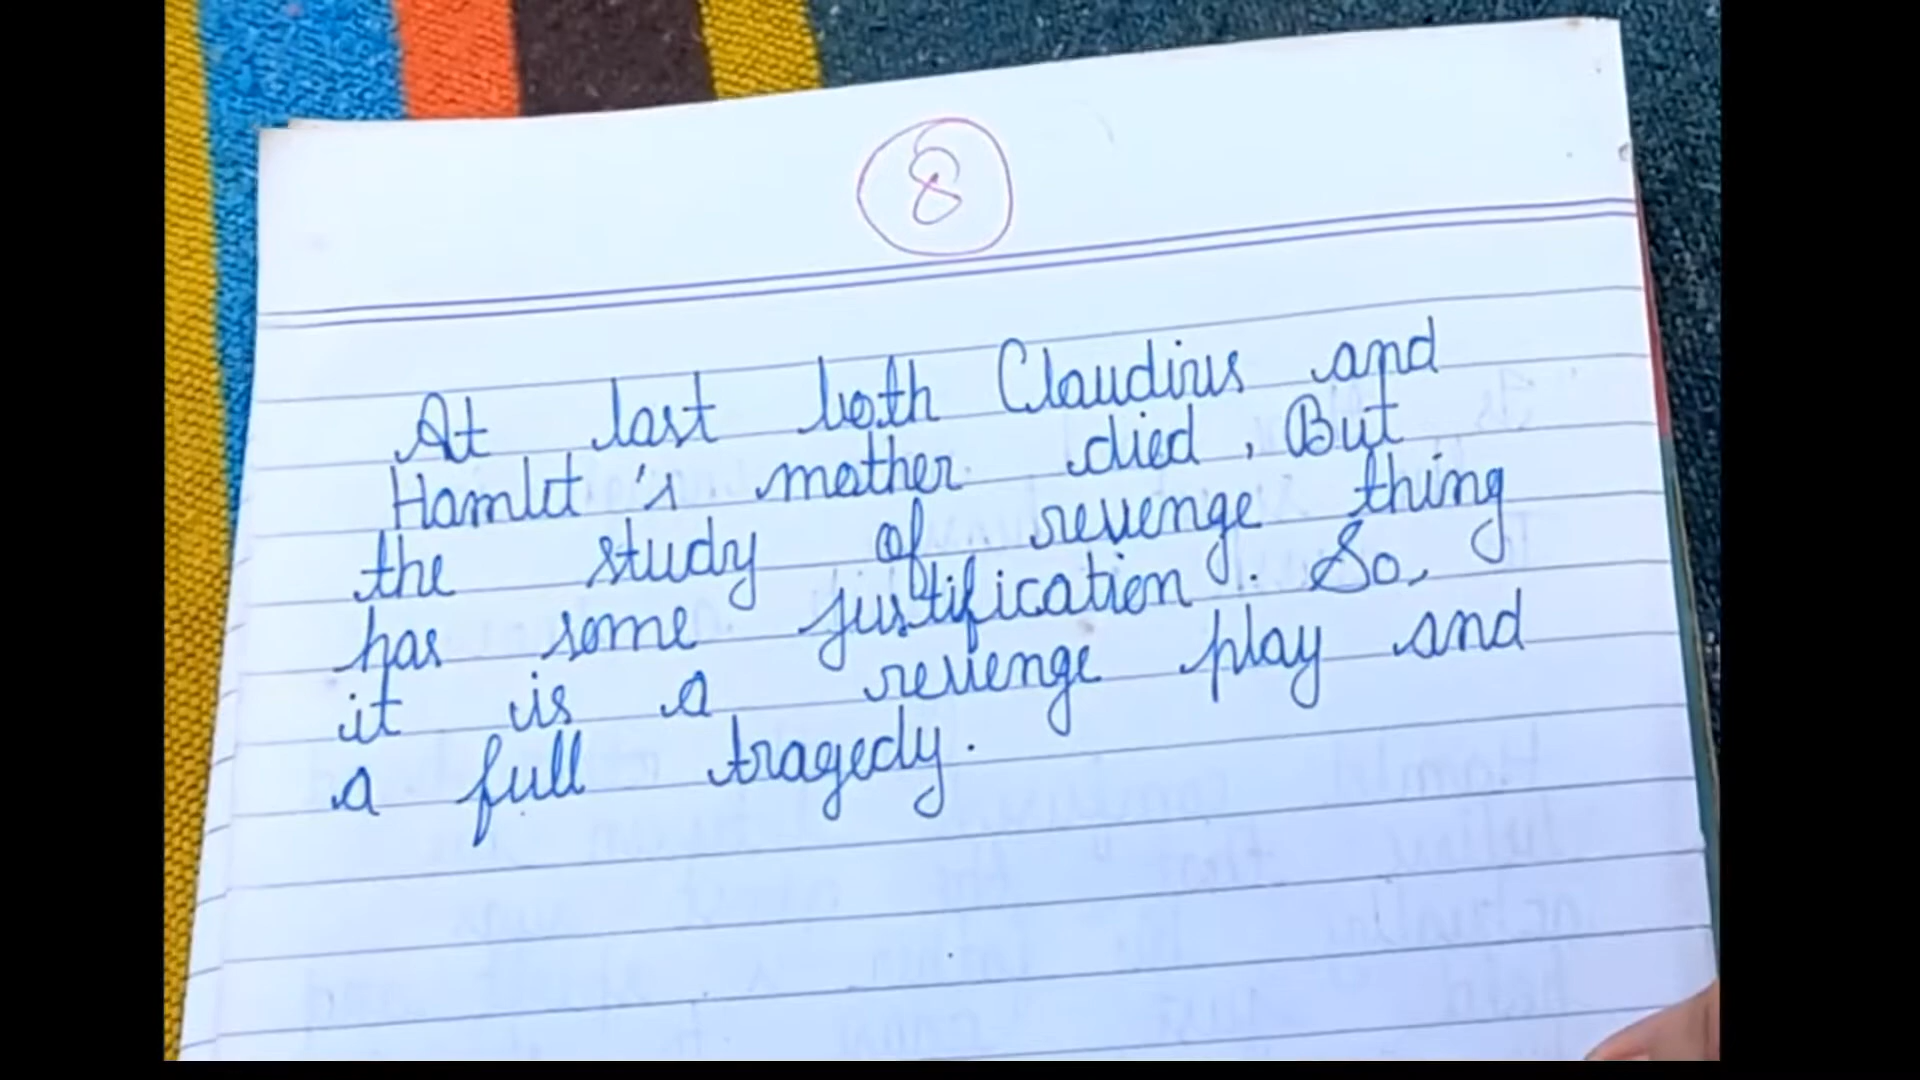 8
At last both Claudius and
Hamlet's mother died, But
the study of revenge thing
has some justification. So,
it is a revenge play and
a full tragedy.